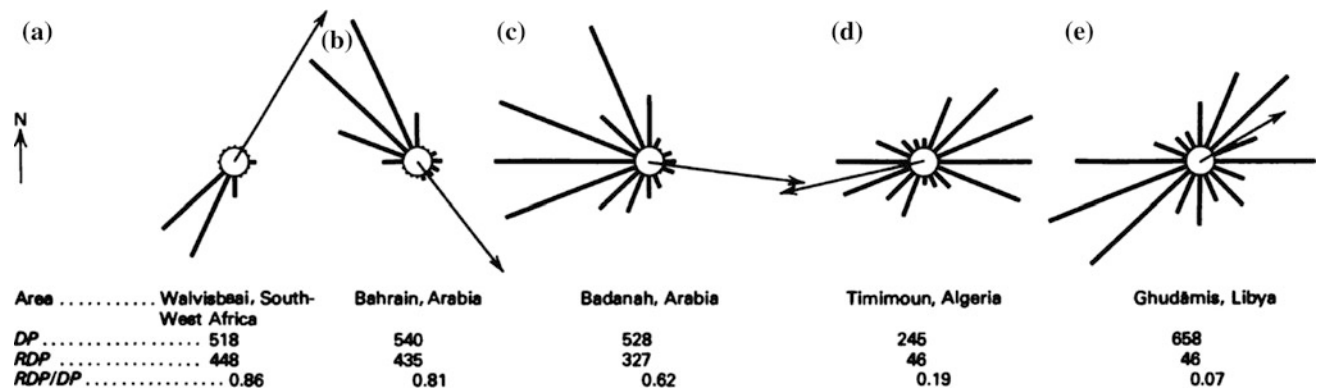 (a) (b) (c) (d) (e)
N
Area ........... Walvisbaai, South- Bahrain, Arabia Badanah, Arabia Timimoun, Algeria Ghudâmis, Libya
West Africa
DP ................... 518 540 528 245 658
RDP ................. 448 435 327 46 46
RDP/DP ................. 0.86 0.81 0.62 0.19 0.07